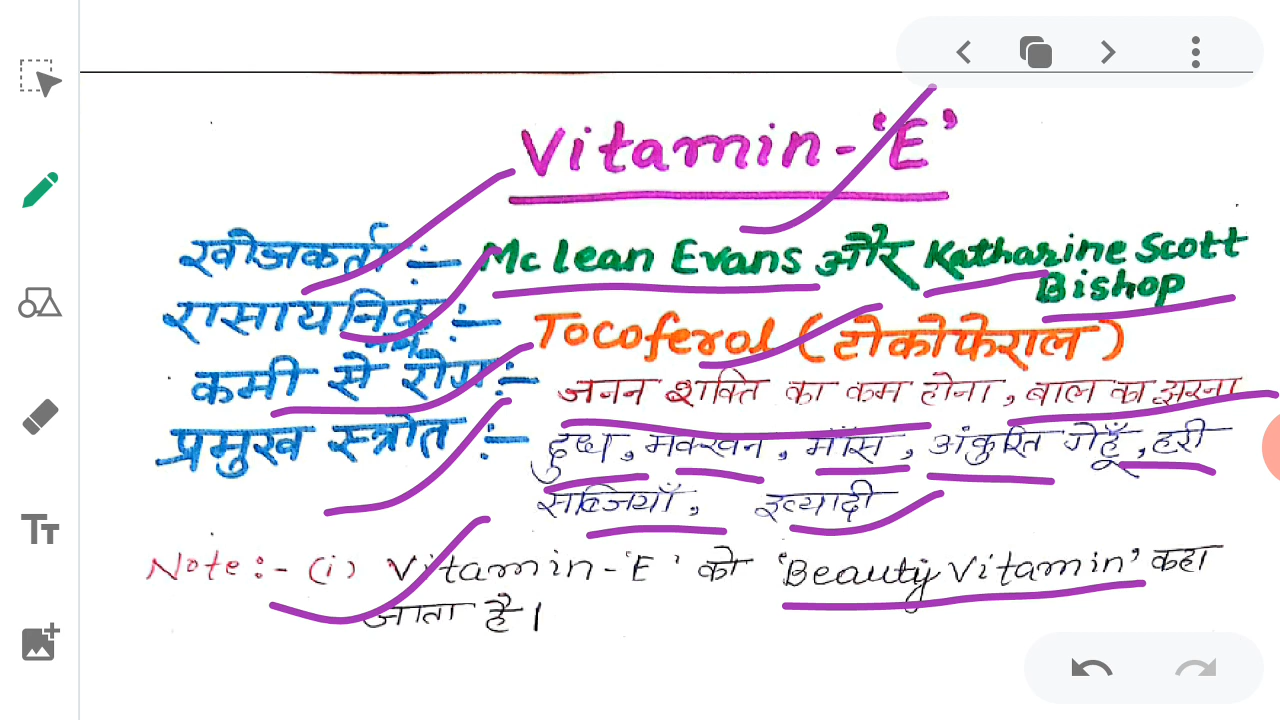 Vitamin-'E'
खोजकर्ता :- Mc lean Evans और Katharine Scott
Bishop
रासायनिक :- Tocoferol (टोकोफेराल)
नाम
कमी से रोग :- जनन शक्ति का कम होना, बाल का झरना
प्रमुख स्त्रोत :- दुग्ध, मक्खन, माँस, अंकुरित गेहूँ, हरी
सब्जियाँ, इत्यादी
Note:- (i) Vitamin-'E' को 'Beauty Vitamin' कहा
जाता है।
Tт